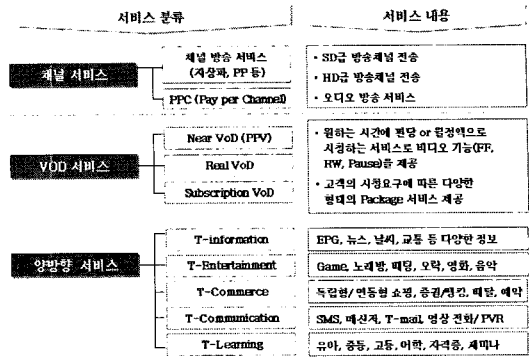 서비스 분류
서비스 내용
채널 서비스
채널 방송 서비스
(지상파, PP 등)
PPC (Pay per Channel)
· SD급 방송채널 전송
· HD급 방송채널 전송
· 오디오 방송 서비스
VOD 서비스
Near VoD (PPV)
Real VoD
Subscription VoD
· 원하는 시간에 편당 or 월정액으로
시청하는 서비스로 비디오 기능(FF,
RW, Pause)를 제공
· 고객의 시청요구에 따른 다양한
형태의 Package 서비스 제공
양방향 서비스
T-information
EPG, 뉴스, 날씨, 교통 등 다양한 정보
T-Entertainment
Game, 노래방, 미팅, 오락, 영화, 음악
T-Commerce
독립형/연동형 쇼핑, 증권/뱅킹, 배달, 예약
T-Communication
SMS, 메신저, T-mail, 영상 전화/ PVR
T-Learning
유아, 중등, 고등, 어학, 자격증, 세미나